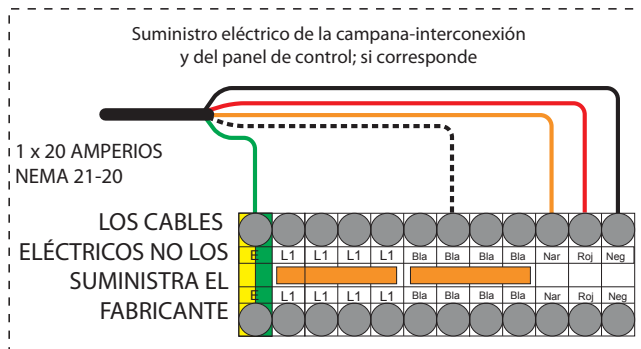 Suministro eléctrico de la campana-interconexión
y del panel de control; si corresponde
1 x 20 AMPERIOS
NEMA 21-20
LOS CABLES
ELÉCTRICOS NO LOS
SUMINISTRA EL
FABRICANTE
E L1 L1 L1 L1 Bla Bla Bla Bla Nar Roj Neg
E L1 L1 L1 L1 Bla Bla Bla Bla Nar Roj Neg